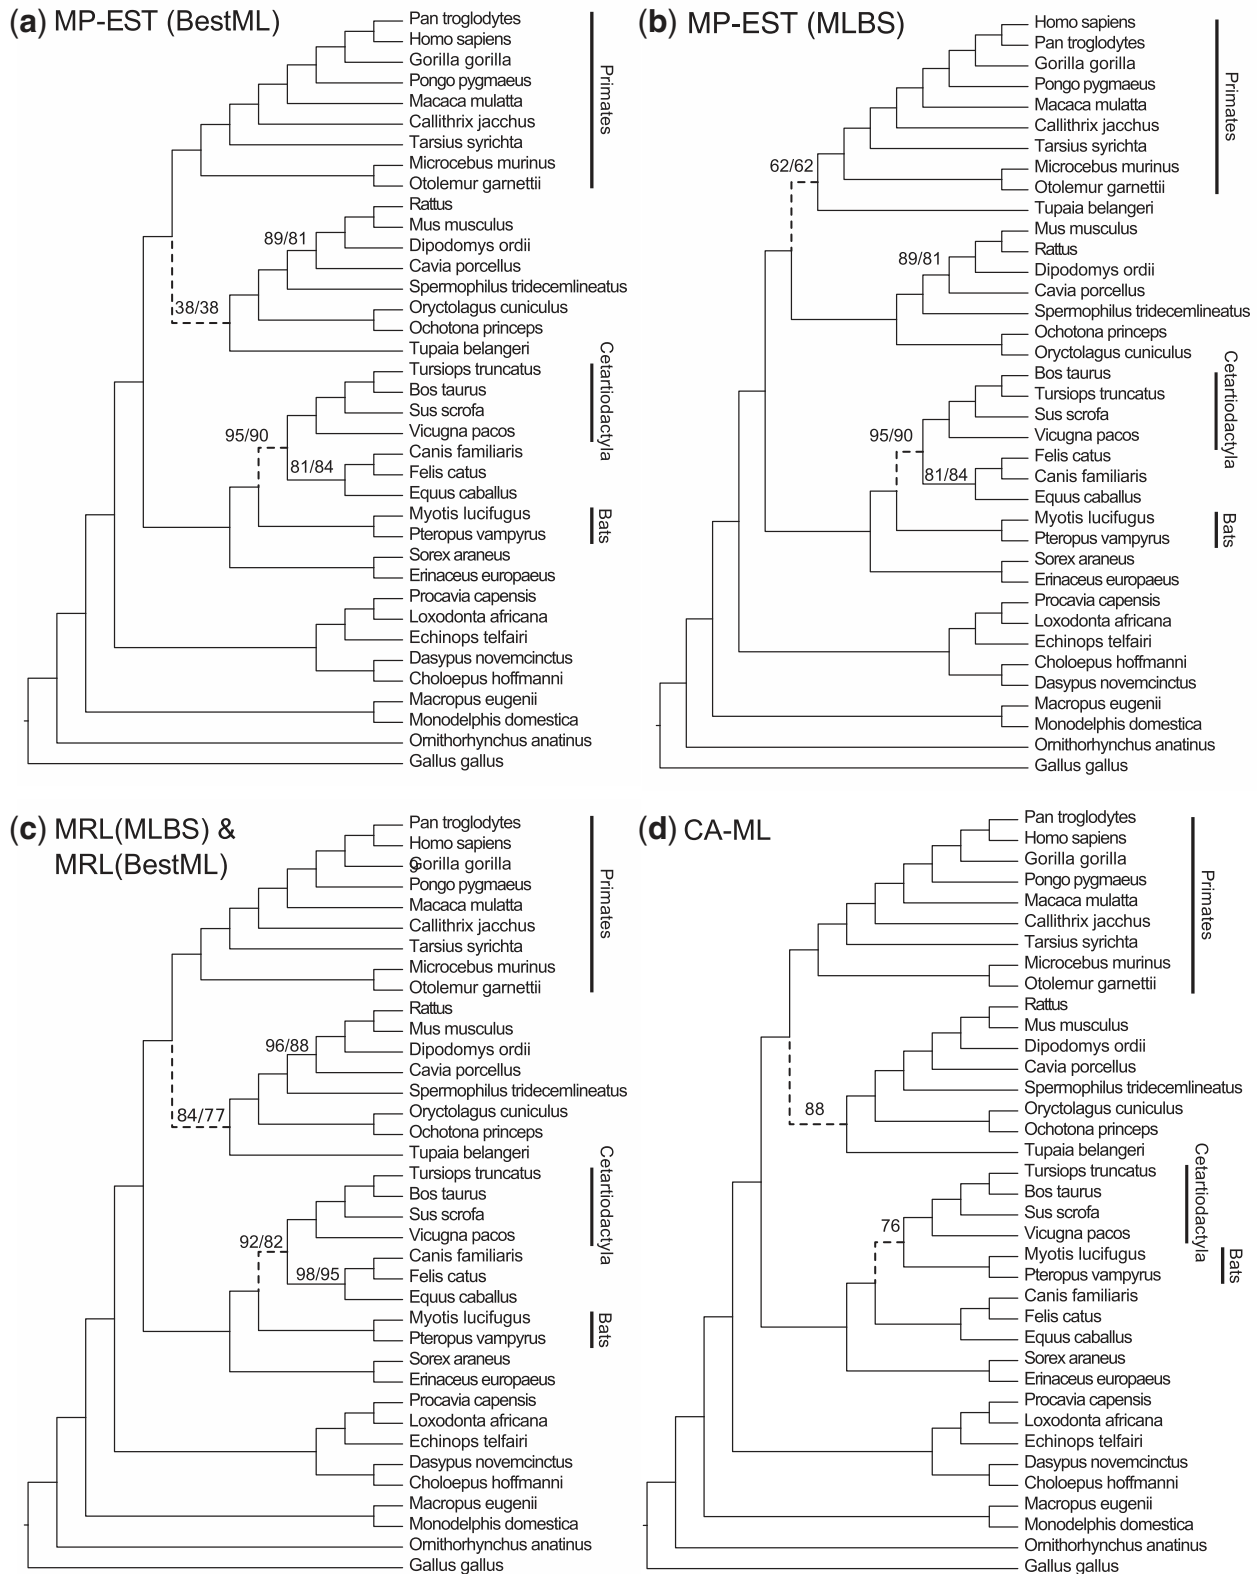 (a) MP-EST (BestML)
Pan troglodytes
Homo sapiens
Gorilla gorilla
Pongo pygmaeus
Macaca mulatta
Callithrix jacchus
Tarsius syrichta
Microcebus murinus
Otolemur garnettii
Primates
Rattus
Mus musculus
89/81
Dipodomys ordii
Cavia porcellus
Spermophilus tridecemlineatus
38/38
Oryctolagus cuniculus
Ochotona princeps
Tupaia belangeri
Tursiops truncatus
Bos taurus
Sus scrofa
Vicugna pacos
Cetartiodactyla
95/90
Canis familiaris
81/84
Felis catus
Equus caballus
Myotis lucifugus
Pteropus vampyrus
Bats
Sorex araneus
Erinaceus europaeus
Procavia capensis
Loxodonta africana
Echinops telfairi
Dasypus novemcinctus
Choloepus hoffmanni
Macropus eugenii
Monodelphis domestica
Ornithorhynchus anatinus
Gallus gallus
(b) MP-EST (MLBS)
Homo sapiens
Pan troglodytes
Gorilla gorilla
Pongo pygmaeus
Macaca mulatta
Callithrix jacchus
Tarsius syrichta
62/62
Microcebus murinus
Otolemur garnettii
Primates
Tupaia belangeri
Mus musculus
Rattus
89/81
Dipodomys ordii
Cavia porcellus
Spermophilus tridecemlineatus
Ochotona princeps
Oryctolagus cuniculus
Bos taurus
Tursiops truncatus
Sus scrofa
Vicugna pacos
Cetartiodactyla
95/90
Felis catus
81/84
Canis familiaris
Equus caballus
Myotis lucifugus
Pteropus vampyrus
Bats
Sorex araneus
Erinaceus europaeus
Procavia capensis
Loxodonta africana
Echinops telfairi
Choloepus hoffmanni
Dasypus novemcinctus
Macropus eugenii
Monodelphis domestica
Ornithorhynchus anatinus
Gallus gallus
(c) MRL(MLBS) &
MRL(BestML)
Pan troglodytes
Homo sapiens
Gorilla gorilla
Pongo pygmaeus
Macaca mulatta
Callithrix jacchus
Tarsius syrichta
Microcebus murinus
Otolemur garnettii
Primates
Rattus
Mus musculus
96/88
Dipodomys ordii
Cavia porcellus
Spermophilus tridecemlineatus
84/77
Oryctolagus cuniculus
Ochotona princeps
Tupaia belangeri
Tursiops truncatus
Bos taurus
Sus scrofa
Vicugna pacos
Cetartiodactyla
92/82
Canis familiaris
98/95
Felis catus
Equus caballus
Myotis lucifugus
Pteropus vampyrus
Bats
Sorex araneus
Erinaceus europaeus
Procavia capensis
Loxodonta africana
Echinops telfairi
Dasypus novemcinctus
Choloepus hoffmanni
Macropus eugenii
Monodelphis domestica
Ornithorhynchus anatinus
Gallus gallus
(d) CA-ML
Pan troglodytes
Homo sapiens
Gorilla gorilla
Pongo pygmaeus
Macaca mulatta
Callithrix jacchus
Tarsius syrichta
Microcebus murinus
Otolemur garnettii
Primates
Rattus
Mus musculus
Dipodomys ordii
Cavia porcellus
Spermophilus tridecemlineatus
88
Oryctolagus cuniculus
Ochotona princeps
Tupaia belangeri
Tursiops truncatus
Bos taurus
Sus scrofa
76
Vicugna pacos
Cetartiodactyla
Myotis lucifugus
Pteropus vampyrus
Bats
Canis familiaris
Felis catus
Equus caballus
Sorex araneus
Erinaceus europaeus
Procavia capensis
Loxodonta africana
Echinops telfairi
Dasypus novemcinctus
Choloepus hoffmanni
Macropus eugenii
Monodelphis domestica
Ornithorhynchus anatinus
Gallus gallus